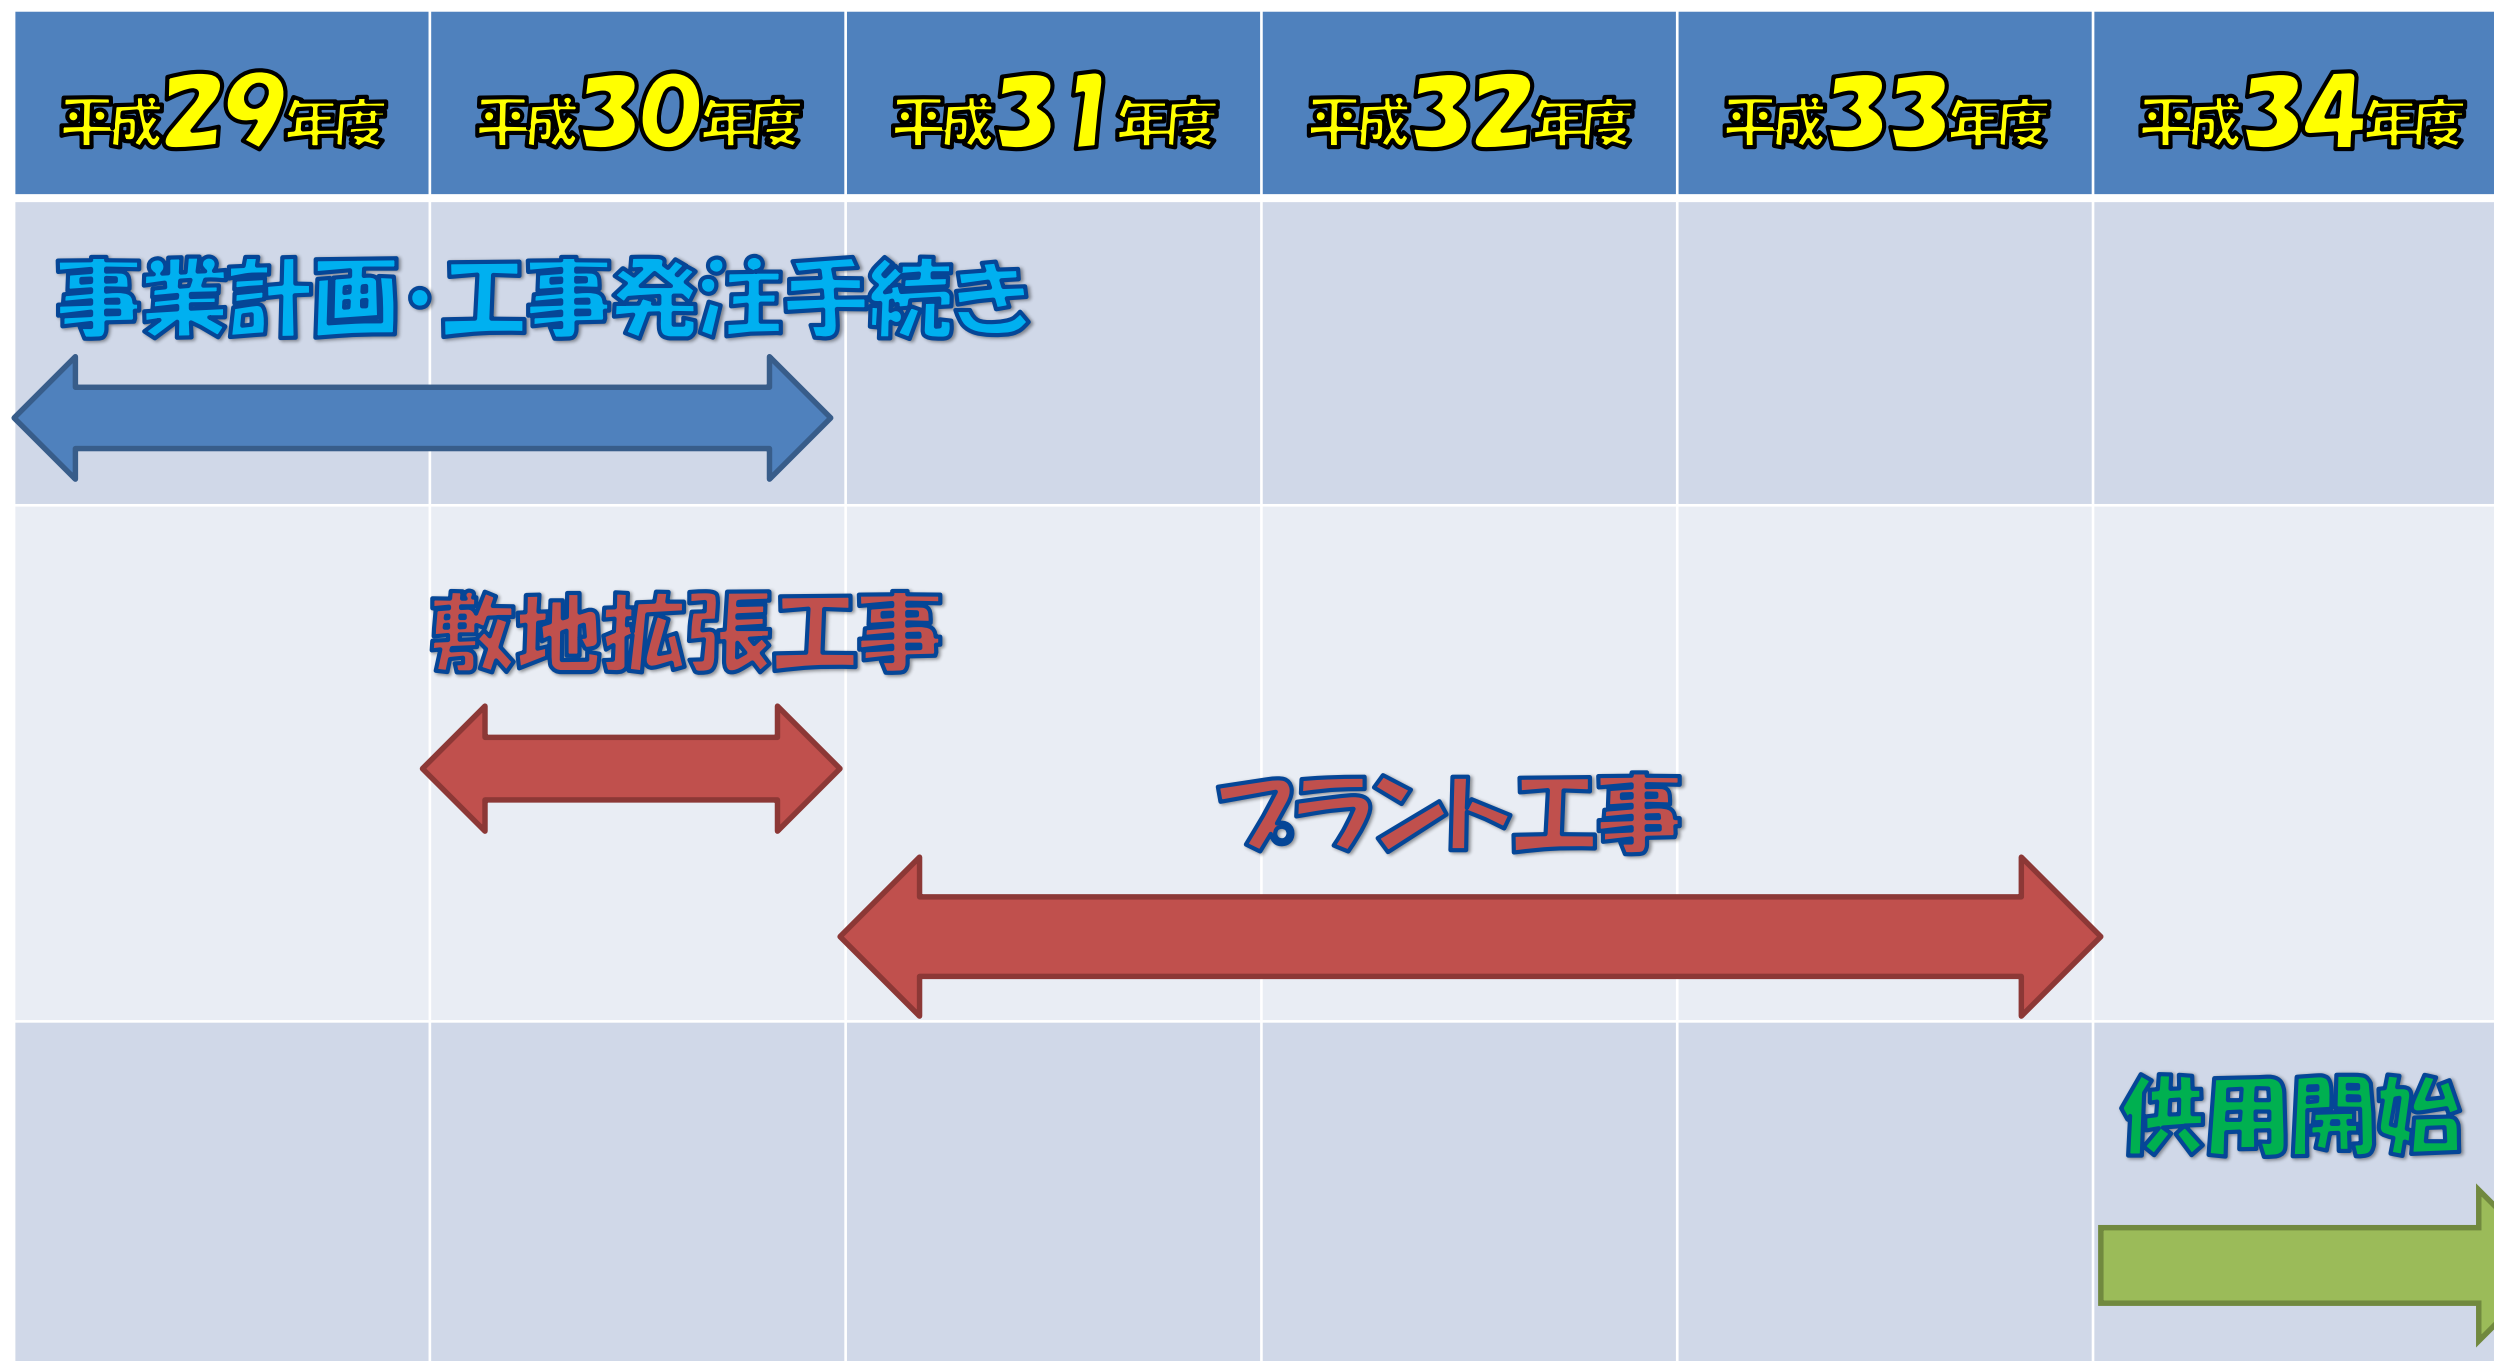 平成29年度 平成30年度 平成31年度 平成32年度 平成33年度 平成34年度
事業計画・工事発注手続き
敷地拡張工事
プラント工事
供用開始